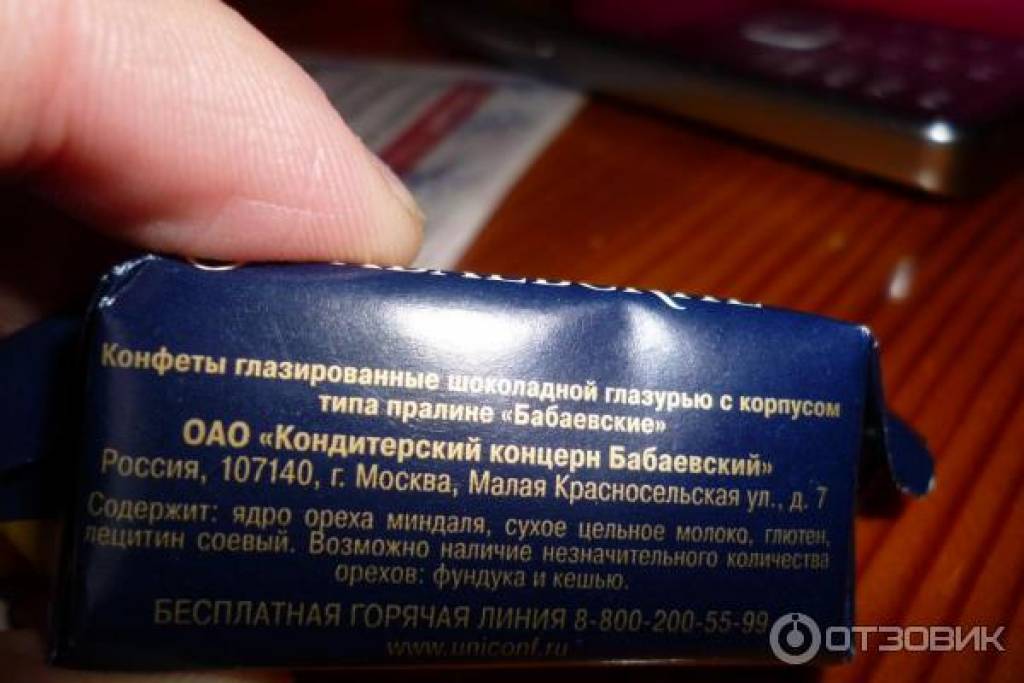 Конфеты глазированные шоколадной глазурью с корпусом
типа пралине «Бабаевские»
ОАО «Кондитерский концерн Бабаевский»
Россия, 107140, г. Москва, Малая Красносельская ул., д. 7
Содержит: ядро ореха миндаля, сухое цельное молоко, глютен,
лецитин соевый. Возможно наличие незначительного количества
орехов: фундука и кешью.
БЕСПЛАТНАЯ ГОРЯЧАЯ ЛИНИЯ 8-800-200-55-99
www.uniconf.ru
ОТЗОВИК